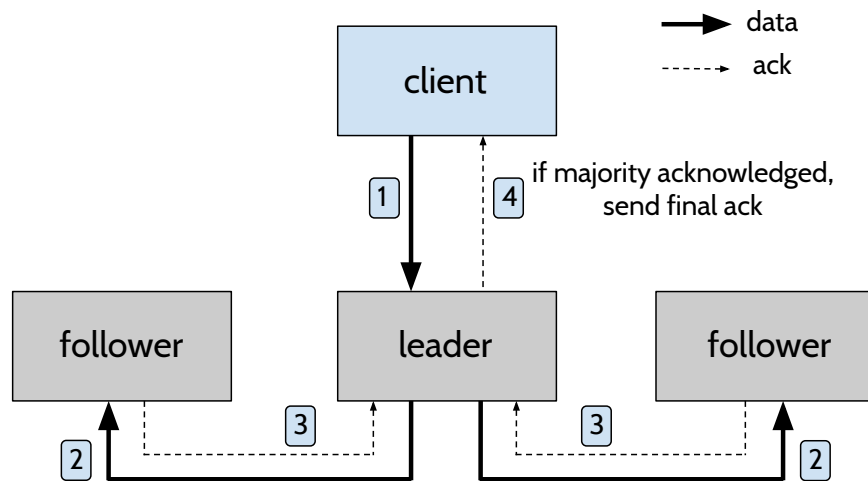 data
ack
client
1
4
if majority acknowledged,
send final ack
follower
leader
follower
2
3
3
2